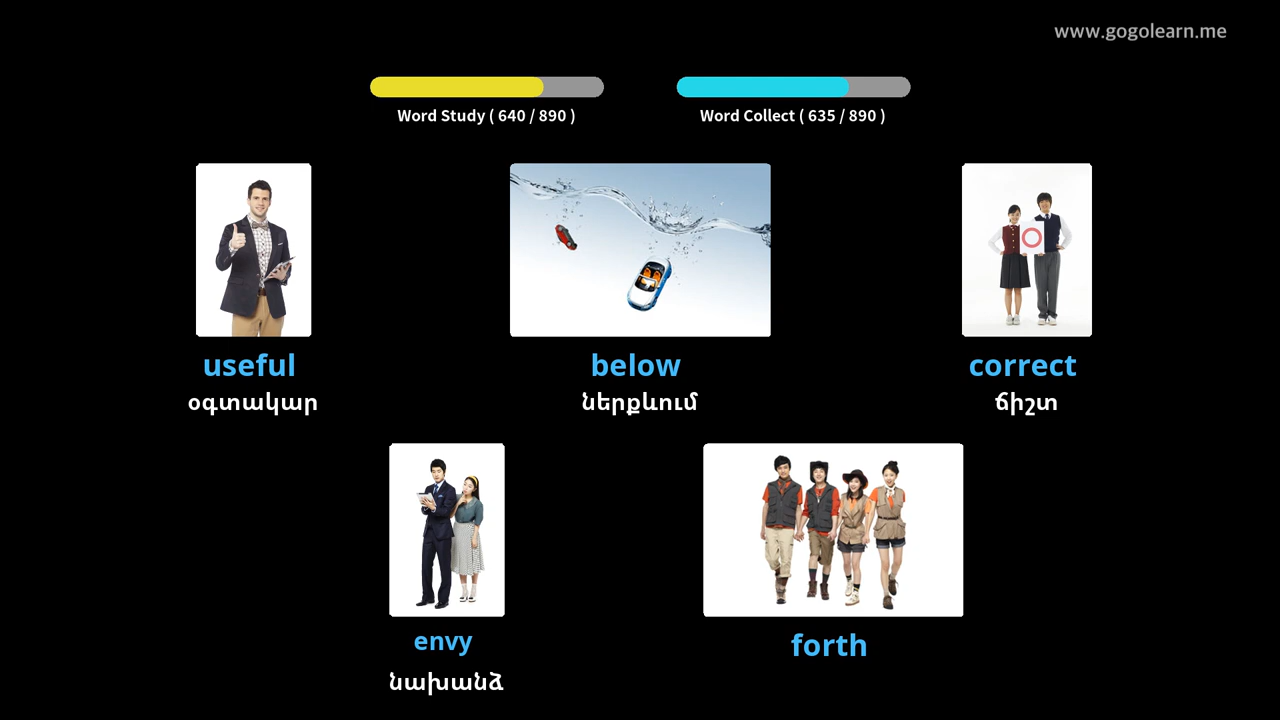 www.gogolearn.me
Word Study ( 640 / 890 )
Word Collect ( 635 / 890 )
useful
օգտակար
below
ներքևում
correct
ճիշտ
envy
նախանձ
forth